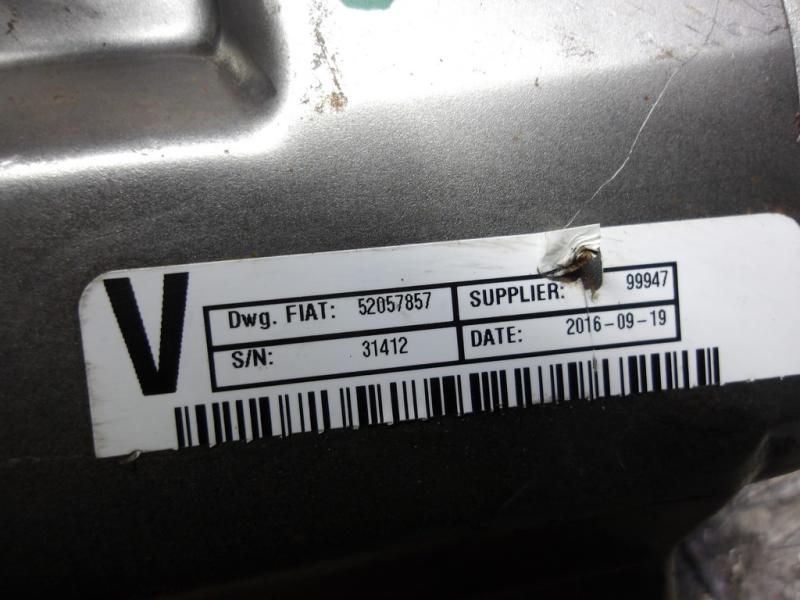 V
Dwg. FIAT: 52057857 SUPPLIER: 99947
S/N: 31412 DATE: 2016-09-19